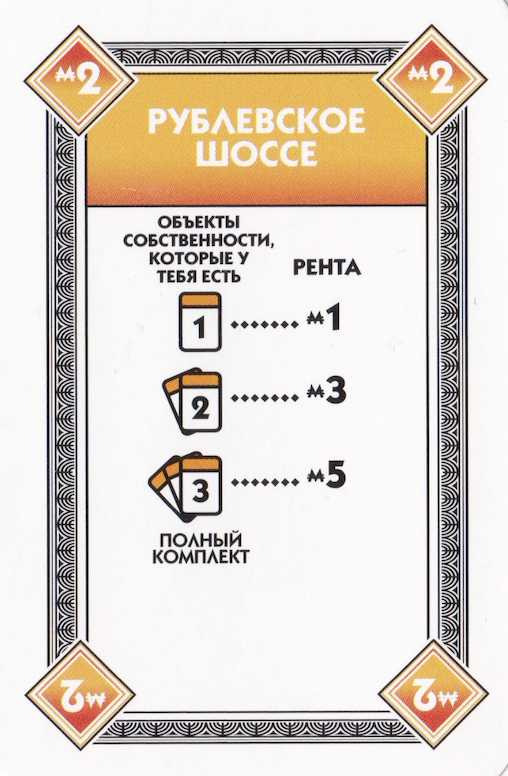 ₩2 ₩2
РУБЛЕВСКОЕ
ШОССЕ
ОБЪЕКТЫ
СОБСТВЕННОСТИ,
КОТОРЫЕ У
ТЕБЯ ЕСТЬ
РЕНТА
1 ······· ₩1
2 ······· ₩3
3 ······· ₩5
ПОЛНЫЙ
КОМПЛЕКТ
₩2 ₩2